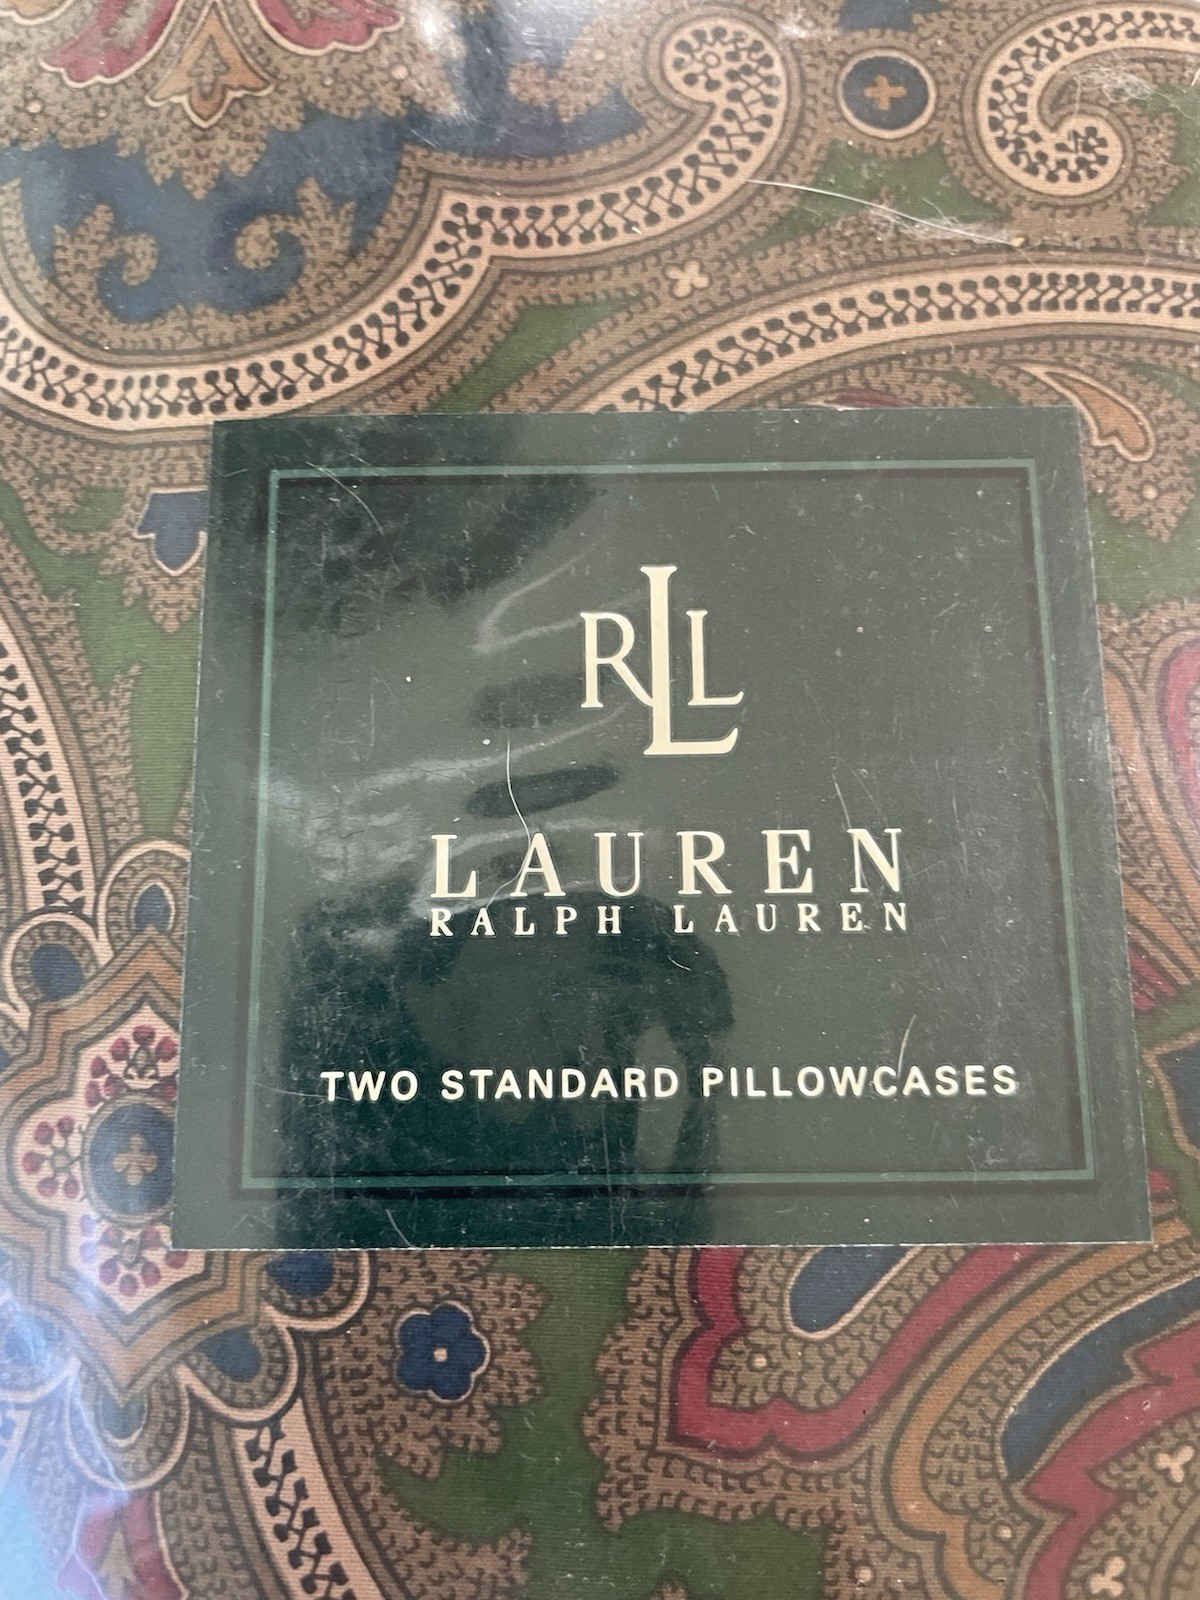 RLL
LAUREN
RALPH LAUREN
TWO STANDARD PILLOWCASES